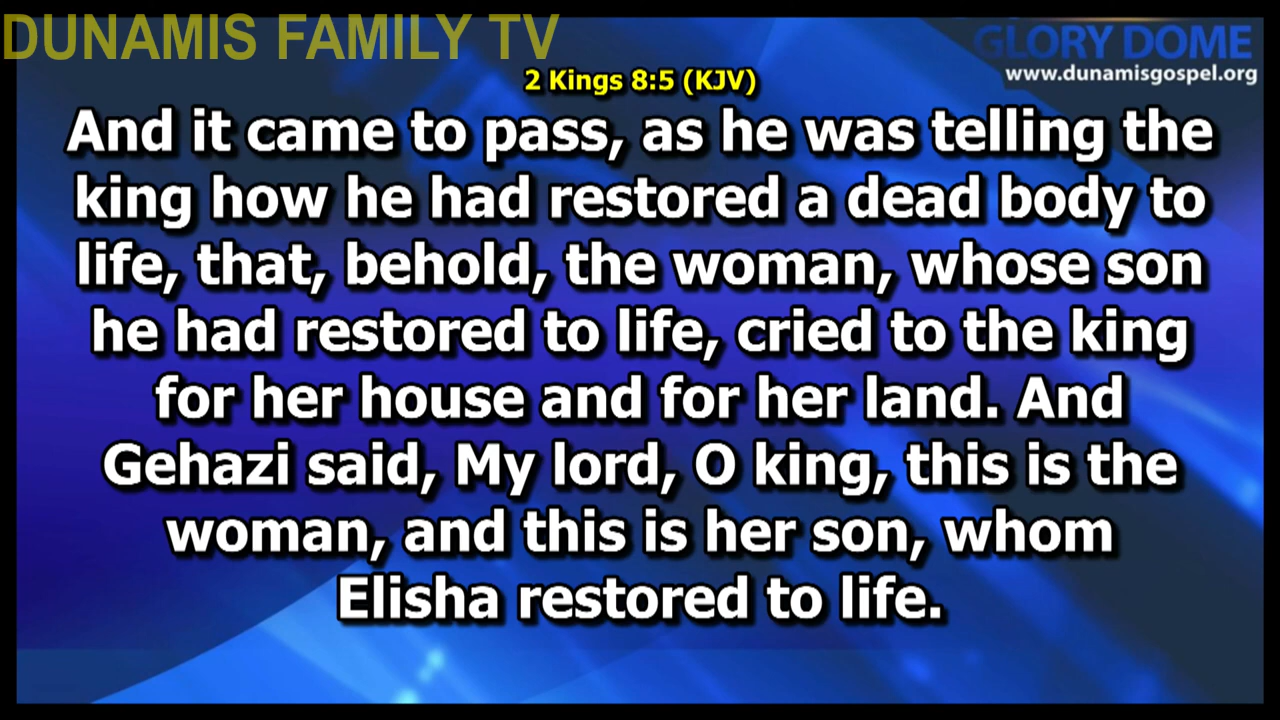 DUNAMIS FAMILY TV
GLORY DOME
www.dunamisgospel.org
2 Kings 8:5 (KJV)
And it came to pass, as he was telling the
king how he had restored a dead body to
life, that, behold, the woman, whose son
he had restored to life, cried to the king
for her house and for her land. And
Gehazi said, My lord, O king, this is the
woman, and this is her son, whom
Elisha restored to life.